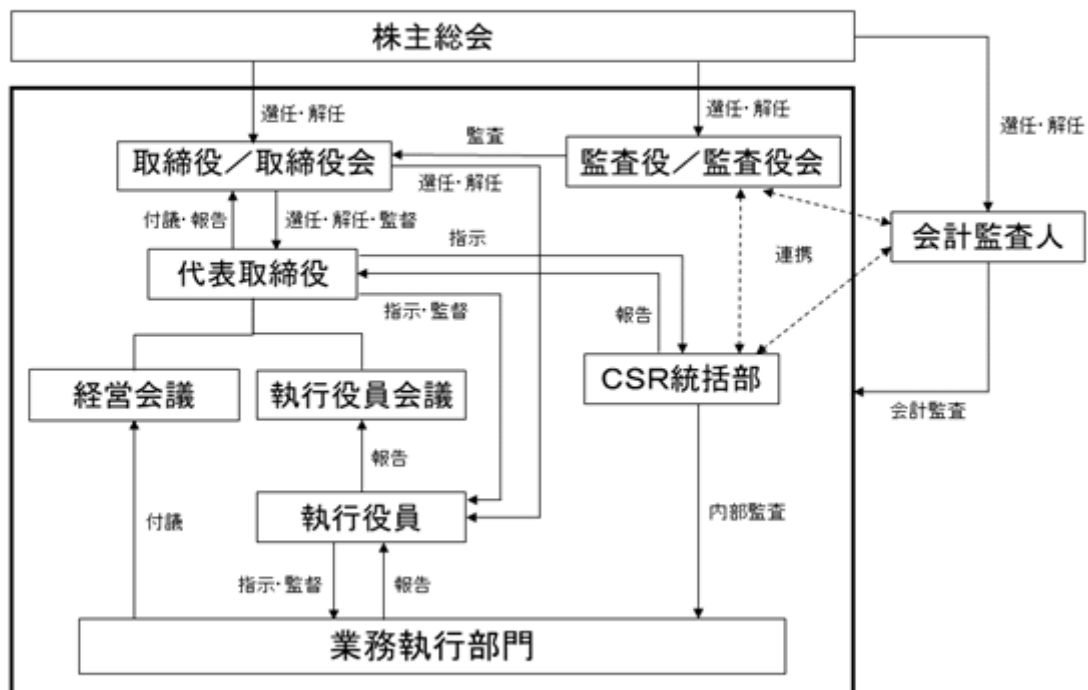 株主総会
選任・解任
選任・解任
選任・解任
監査
取締役／取締役会
監査役／監査役会
選任・解任
付議・報告
選任・解任・監督
指示
連携
会計監査人
代表取締役
指示・監督
報告
経営会議
執行役員会議
CSR統括部
会計監査
報告
執行役員
内部監査
付議
指示・監督
報告
業務執行部門